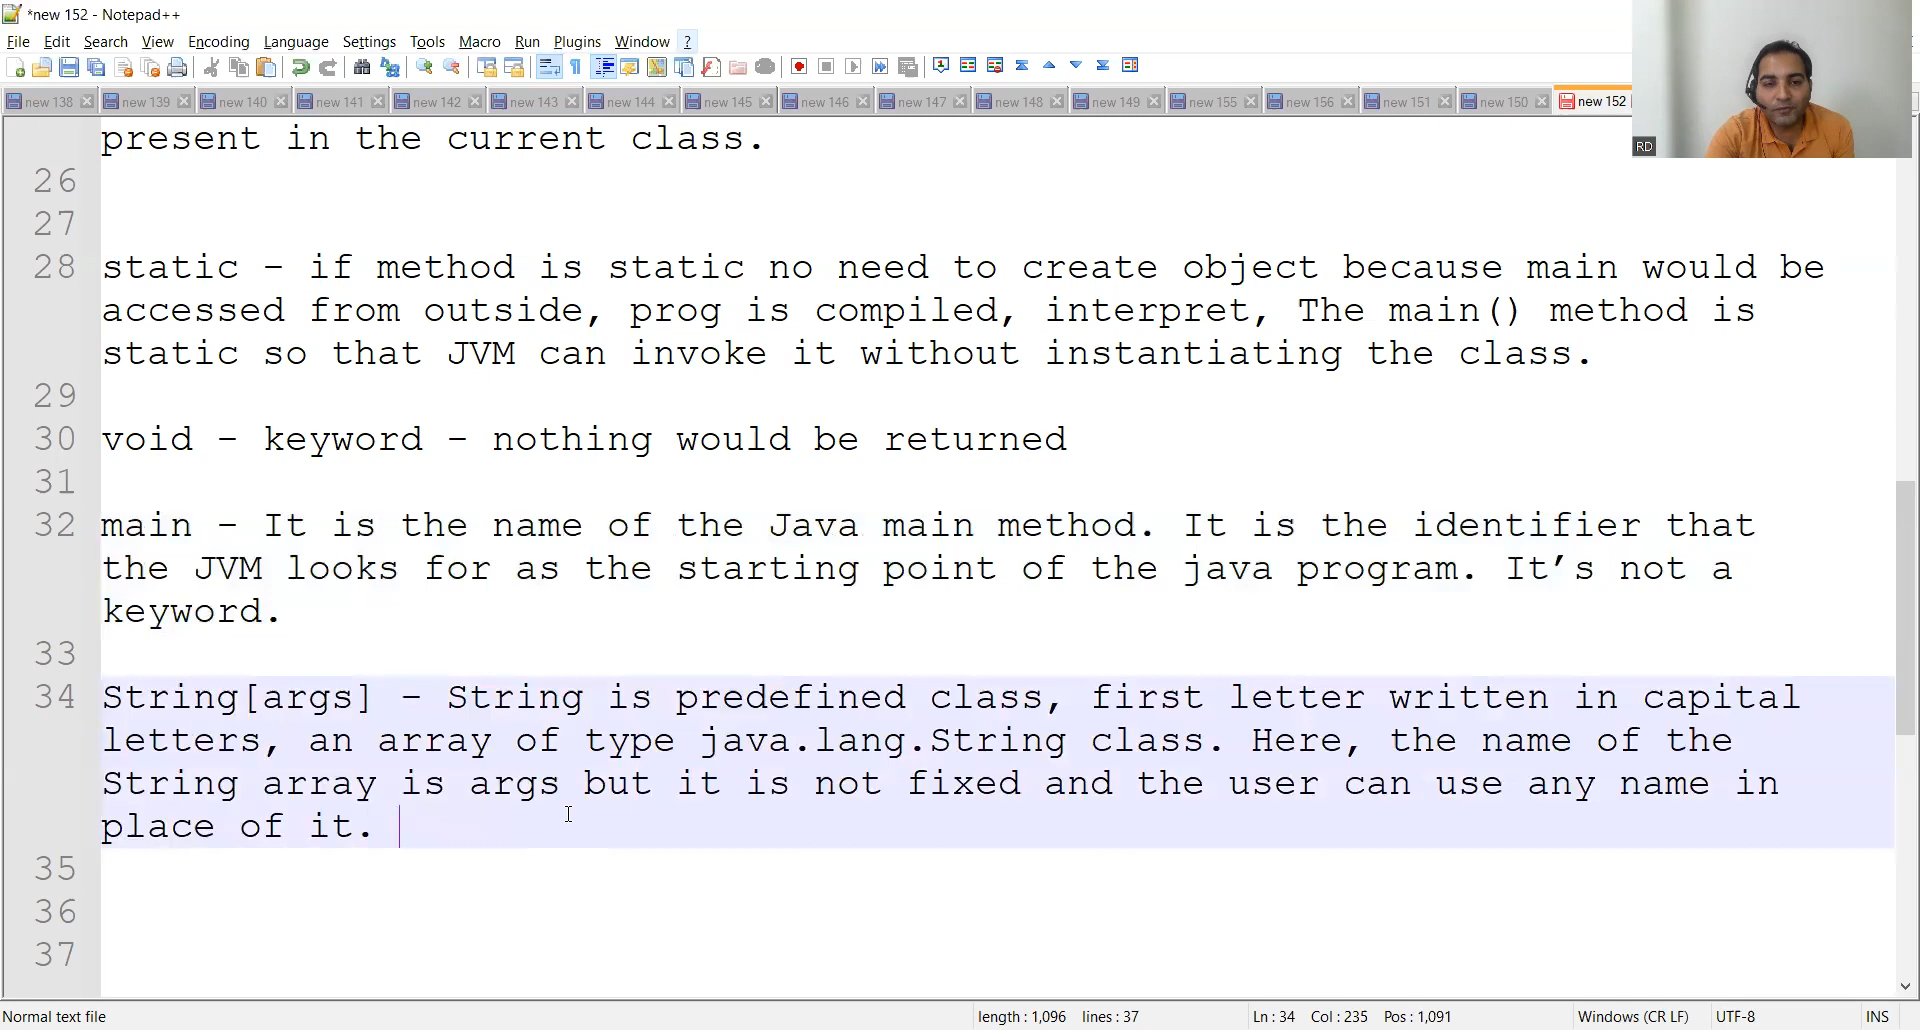 *new 152 - Notepad++
File Edit Search View Encoding Language Settings Tools Macro Run Plugins Window ?
new 138 new 139 new 140 new 141 new 142 new 143 new 144 new 145 new 146 new 147 new 148 new 149 new 155 new 156 new 151 new 150 new 152
RD
present in the current class.
26
27
28 static - if method is static no need to create object because main would be
accessed from outside, prog is compiled, interpret, The main() method is
static so that JVM can invoke it without instantiating the class.
29
30 void - keyword - nothing would be returned
31
32 main - It is the name of the Java main method. It is the identifier that
the JVM looks for as the starting point of the java program. It’s not a
keyword.
33
34 String[args] - String is predefined class, first letter written in capital
letters, an array of type java.lang.String class. Here, the name of the
String array is args but it is not fixed and the user can use any name in
place of it.
35
36
37
Normal text file length : 1,096 lines : 37 Ln : 34 Col : 235 Pos : 1,091 Windows (CR LF) UTF-8 INS